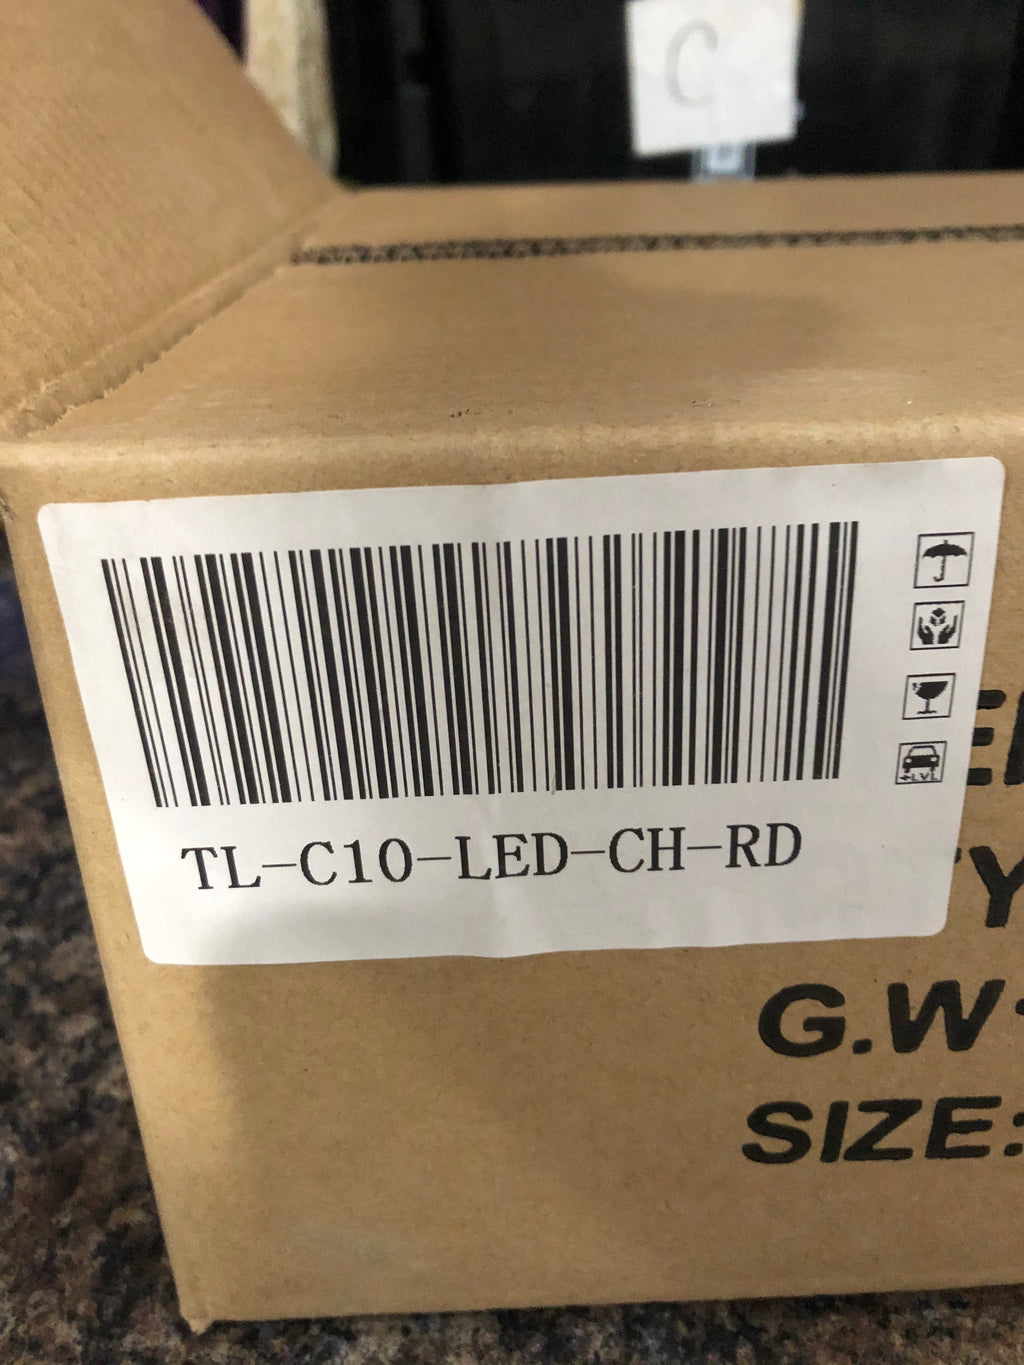 C
TL-C10-LED-CH-RD
G.W
SIZE: